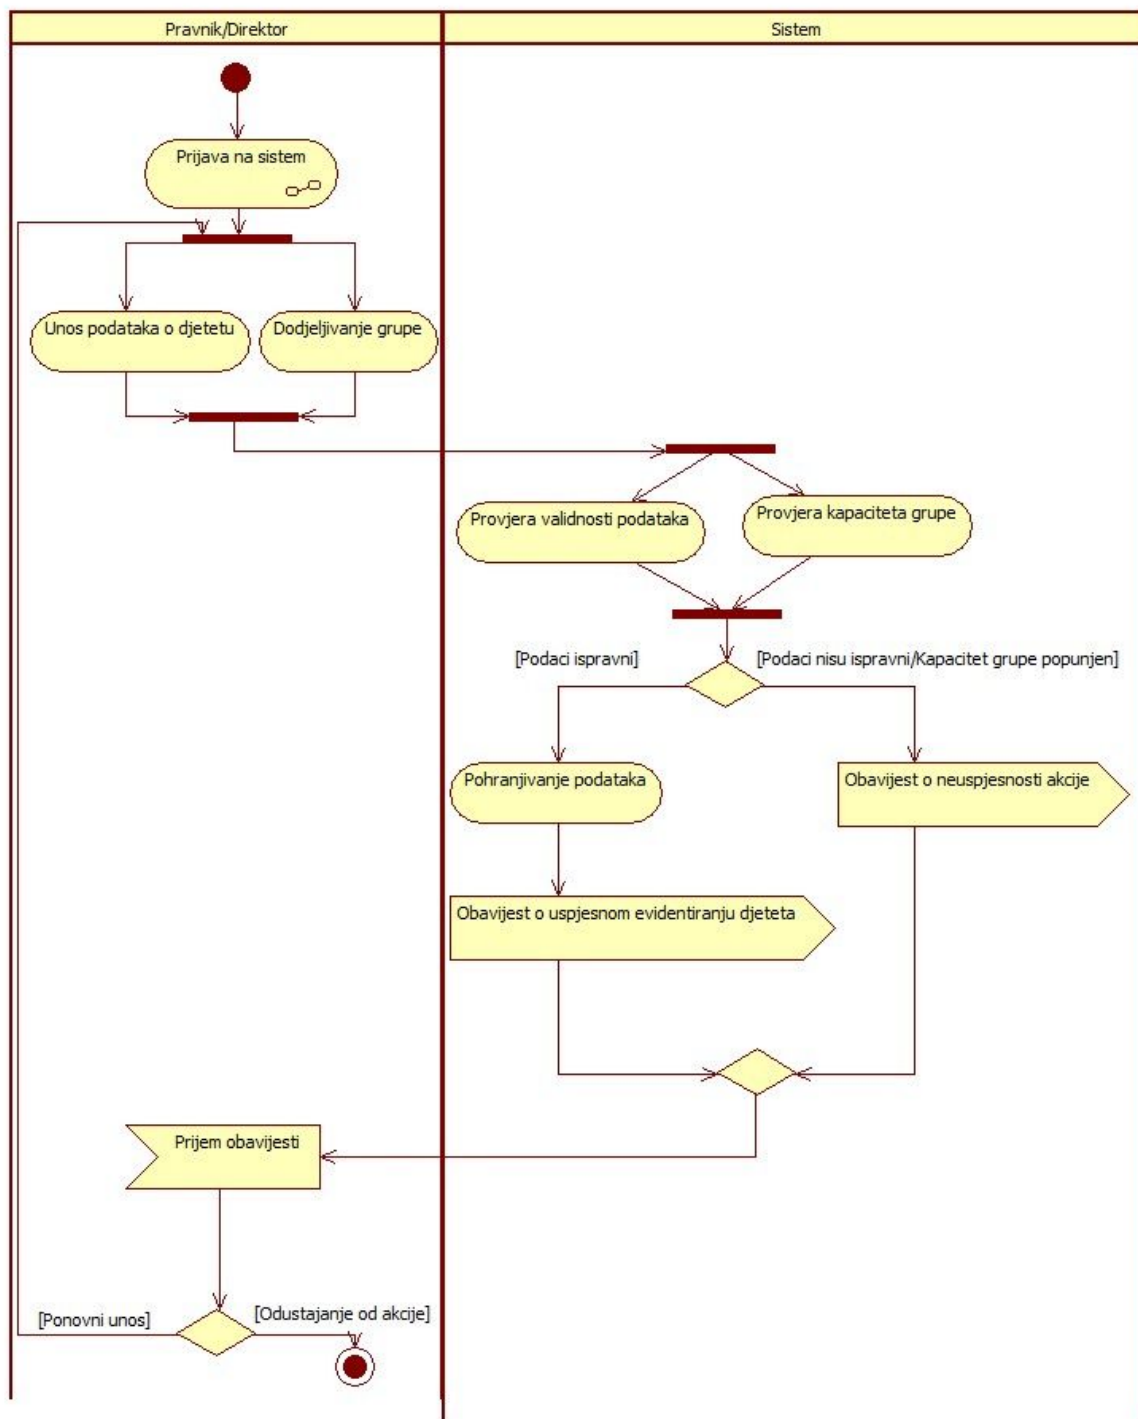 Pravnik/Direktor
Sistem
Prijava na sistem
Unos podataka o djetetu
Dodjeljivanje grupe
Provjera validnosti podataka
Provjera kapaciteta grupe
[Podaci ispravni]
[Podaci nisu ispravni/Kapacitet grupe popunjen]
Pohranjivanje podataka
Obavijest o neuspjesnosti akcije
Obavijest o uspjesnom evidentiranju djeteta
Prijem obavijesti
[Ponovni unos]
[Odustajanje od akcije]